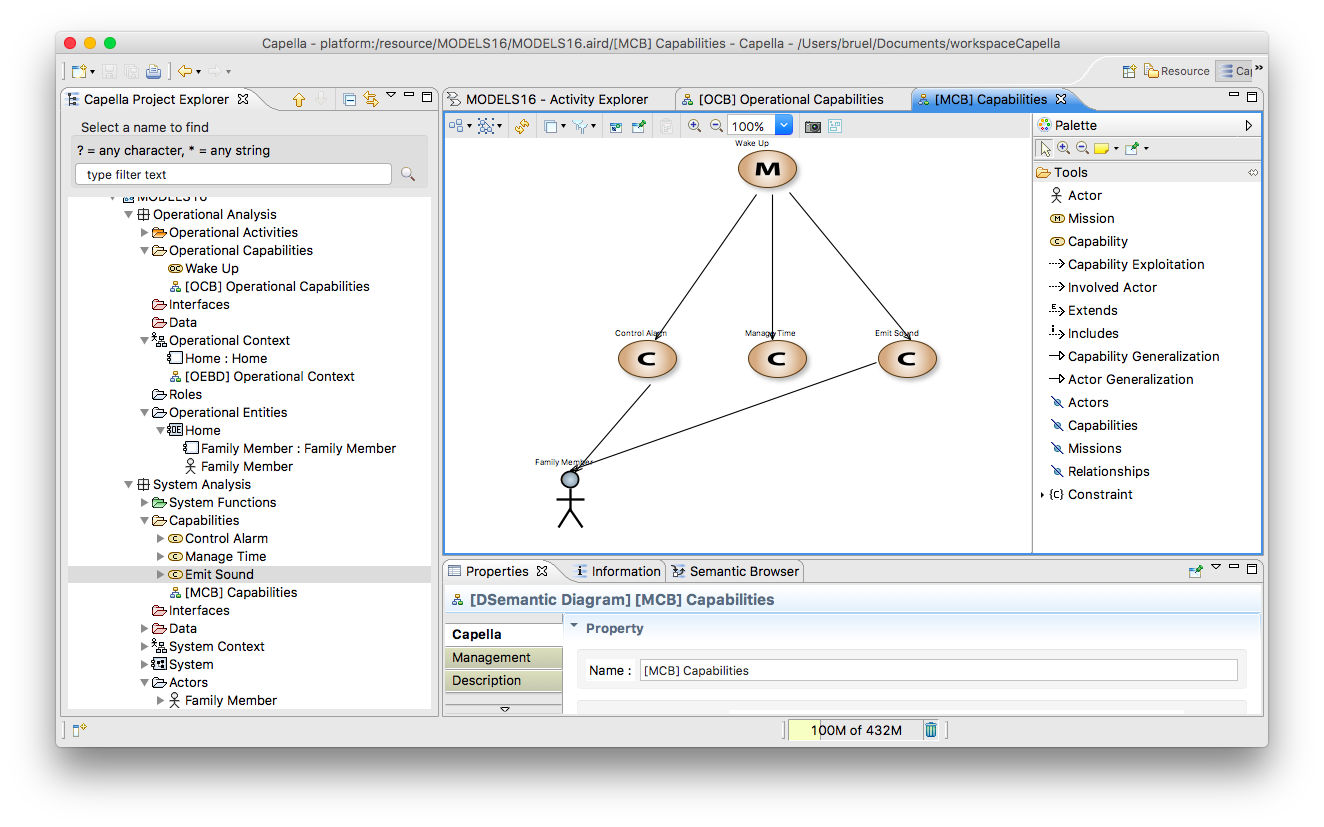 Capella - platform:/resource/MODELS16/MODELS16.aird/[MCB] Capabilities - Capella - /Users/bruel/Documents/workspaceCapella
Resource
Ca
»
Capella Project Explorer
Select a name to find
? = any character, * = any string
type filter text
MODELS16
Operational Analysis
Operational Activities
Operational Capabilities
OC Wake Up
[OCB] Operational Capabilities
Interfaces
Data
Operational Context
Home : Home
[OEBD] Operational Context
Roles
Operational Entities
OE Home
Family Member : Family Member
Family Member
System Analysis
System Functions
Capabilities
C Control Alarm
C Manage Time
C Emit Sound
[MCB] Capabilities
Interfaces
Data
System Context
System
Actors
Family Member
MODELS16 - Activity Explorer
[OCB] Operational Capabilities
[MCB] Capabilities
100%
Wake Up
M
Control Alarm
Manage Time
Emit Sound
C
C
C
Family Member
Palette
Tools
Actor
M Mission
C Capability
Capability Exploitation
Involved Actor
E Extends
I Includes
Capability Generalization
Actor Generalization
Actors
Capabilities
Missions
Relationships
{C} Constraint
Properties
Information
Semantic Browser
[DSemantic Diagram] [MCB] Capabilities
Capella
Management
Description
Property
Name :
[MCB] Capabilities
100M of 432M